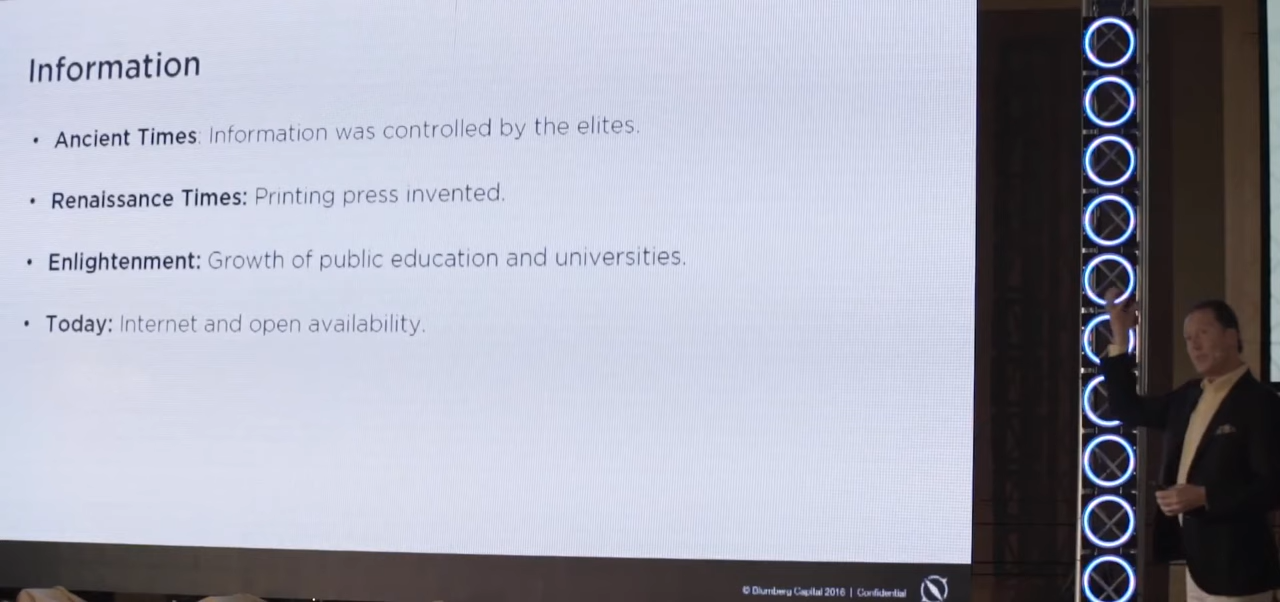 Information
• Ancient Times: Information was controlled by the elites.
• Renaissance Times: Printing press invented.
• Enlightenment: Growth of public education and universities.
• Today: Internet and open availability.
© Blumberg Capital 2016 | Confidential